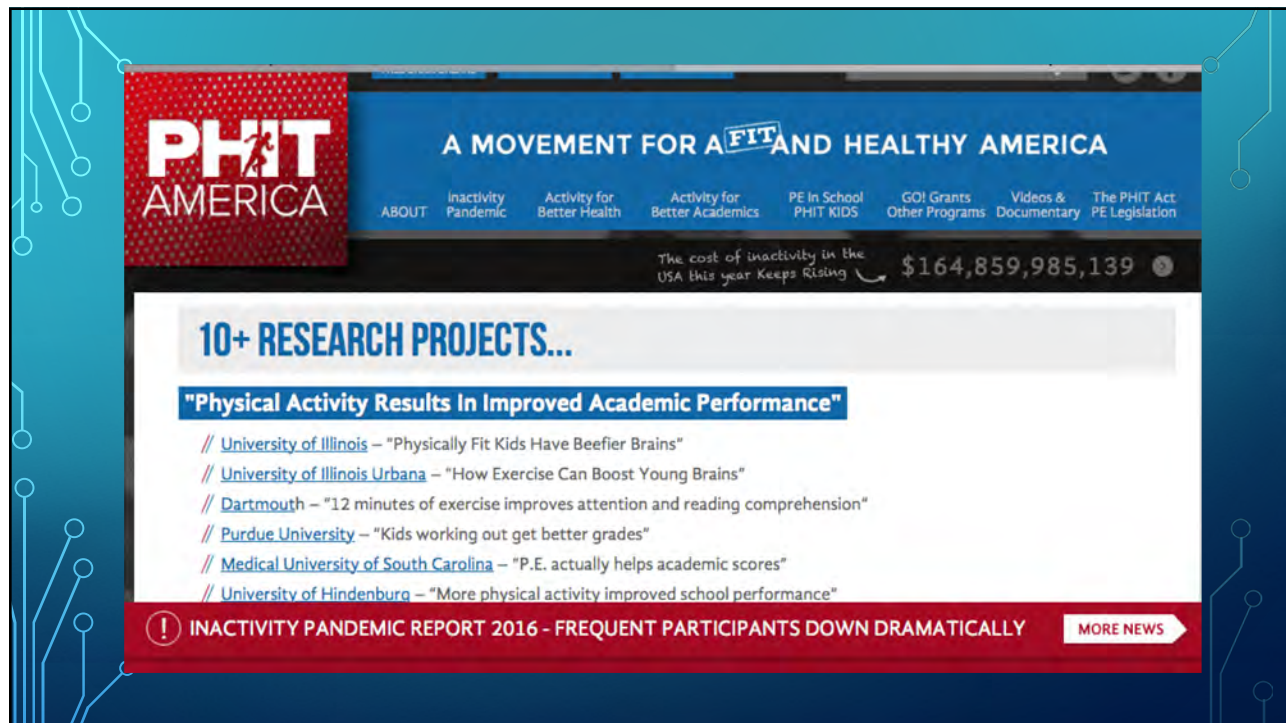 PHIT
AMERICA
A MOVEMENT FOR A FIT AND HEALTHY AMERICA
ABOUT
inactivity Pandemic
Activity for Better Health
Activity for Better Academics
PE In School PHIT KIDS
GO! Grants Other Programs
Videos & Documentary
The PHIT Act PE Legislation
The cost of inactivity in the
USA this year Keeps Rising
$164,859,985,139
10+ RESEARCH PROJECTS...
"Physical Activity Results In Improved Academic Performance"
// University of Illinois – "Physically Fit Kids Have Beefier Brains"
// University of Illinois Urbana – "How Exercise Can Boost Young Brains"
// Dartmouth – "12 minutes of exercise improves attention and reading comprehension"
// Purdue University – "Kids working out get better grades"
// Medical University of South Carolina – "P.E. actually helps academic scores"
// University of Hindenburg – "More physical activity improved school performance"
! INACTIVITY PANDEMIC REPORT 2016 - FREQUENT PARTICIPANTS DOWN DRAMATICALLY
MORE NEWS